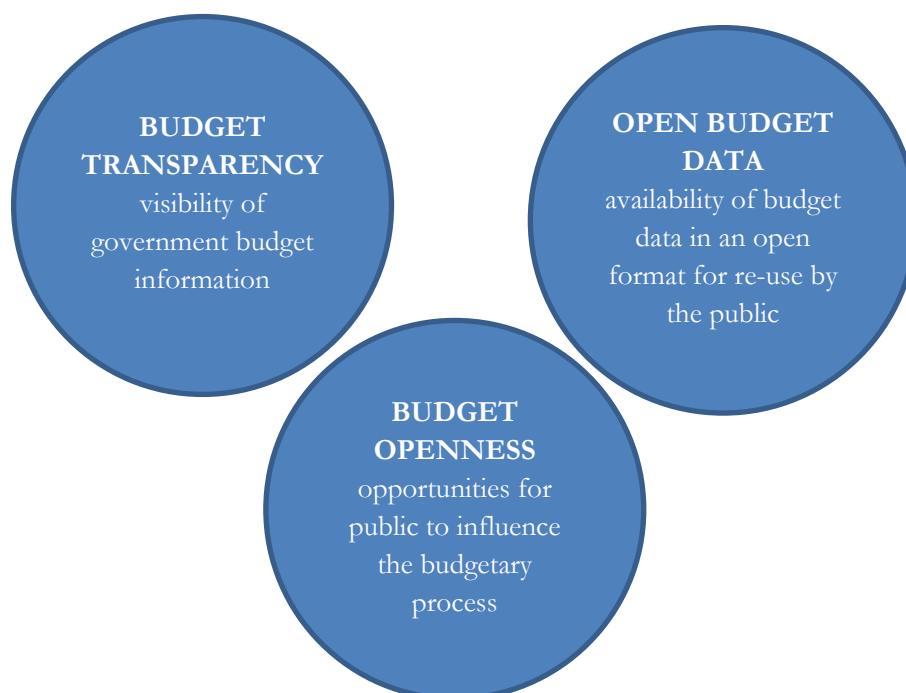 BUDGET
TRANSPARENCY
visibility of
government budget
information
OPEN BUDGET
DATA
availability of budget
data in an open
format for re-use by
the public
BUDGET
OPENNESS
opportunities for
public to influence
the budgetary
process